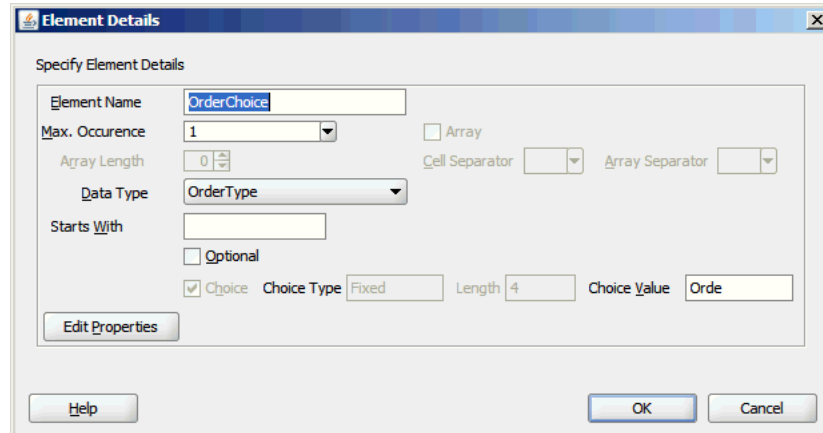 Element Details
Specify Element Details
Element Name OrderChoice
Max. Occurence 1 Array
Array Length 0 Cell Separator Array Separator
Data Type OrderType
Starts With
Optional
Choice Choice Type Fixed Length 4 Choice Value Orde
Edit Properties
Help OK Cancel